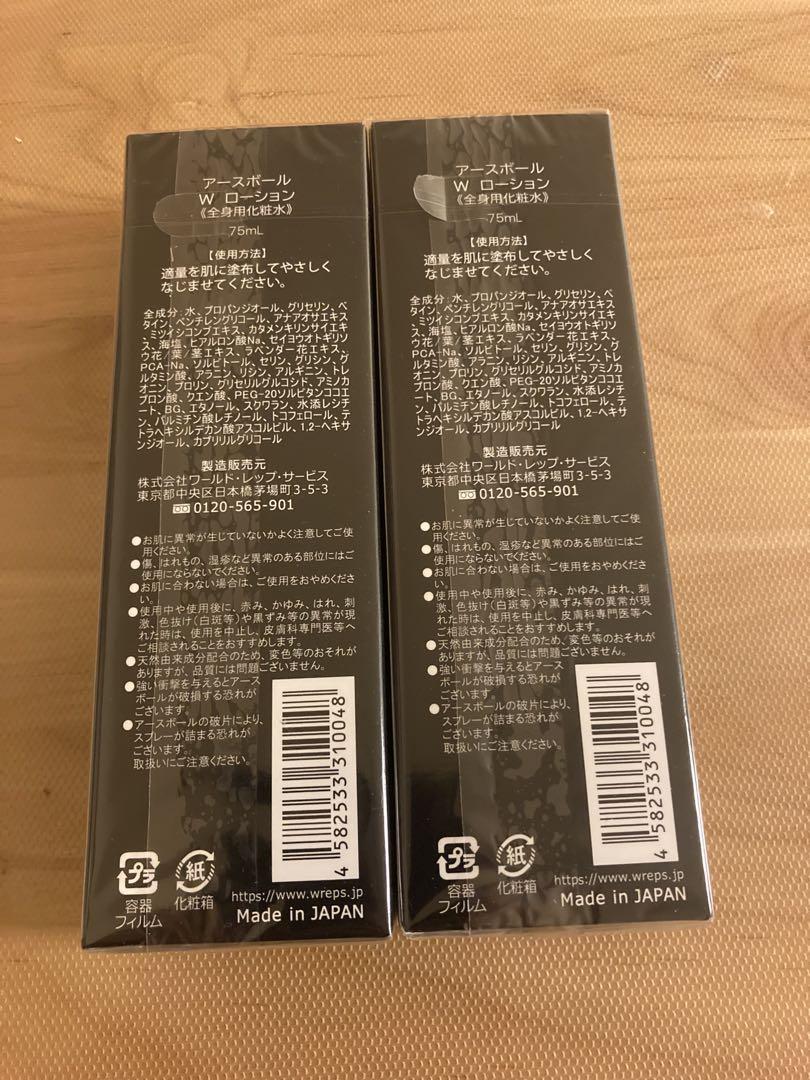 アースボール
W ローション
《全身用化粧水》
75mL
【使用方法】
適量を肌に塗布してやさしく
なじませてください。
全成分:水、プロパンジオール、グリセリン、ベ
タイン、ペンチレングリコール、アナアオサエキス
、ミツイシコンブエキス、カタメンキリンサイエキ
ス、海塩、ヒアルロン酸Na、セイヨウオトギリソ
ウ花/葉/茎エキス、ラベンダー花エキス、
PCA-Na、ソルビトール、セリン、グリシン、グ
ルタミン酸、アラニン、リシン、アルギニン、トレ
オニン、プロリン、グリセリルグルコシド、アミノカ
プロン酸、クエン酸、PEG-20ソルビタンココエ
ート、BG、エタノール、スクワラン、水添レシチ
ン、パルミチン酸レチノール、トコフェロール、テ
トラヘキシルデカン酸アスコルビル、1,2-ヘキサ
ンジオール、カプリリルグリコール
製造販売元
株式会社ワールド・レップ・サービス
東京都中央区日本橋茅場町3-5-3
0120-565-901
●お肌に異常が生じていないかよく注意してご使
用ください。
●傷、はれもの、湿疹など異常のある部位にはご
使用にならないでください。
●お肌に合わない場合は、ご使用をおやめくださ
い。
●使用中や使用後に、赤み、かゆみ、はれ、刺
激、色抜け(白斑等)や黒ずみ等の異常が現
れた時は、使用を中止し、皮膚科専門医等へ
ご相談されることをおすすめします。
●天然由来成分配合のため、変色等のおそれが
ありますが、品質には問題ございません。
●強い衝撃を与えるとアース
ボールが破損する恐れが
ございます。
●アースボールの破片により、
スプレーが詰まる恐れが
ございます。
取扱いにご注意ください。
4 582533 310048
プラ
容器
フィルム
紙
化粧箱
https://www.wreps.jp
Made in JAPAN
アースボール
W ローション
《全身用化粧水》
75mL
【使用方法】
適量を肌に塗布してやさしく
なじませてください。
全成分:水、プロパンジオール、グリセリン、ベ
タイン、ペンチレングリコール、アナアオサエキス
、ミツイシコンブエキス、カタメンキリンサイエキ
ス、海塩、ヒアルロン酸Na、セイヨウオトギリソ
ウ花/葉/茎エキス、ラベンダー花エキス、
PCA-Na、ソルビトール、セリン、グリシン、グ
ルタミン酸、アラニン、リシン、アルギニン、トレ
オニン、プロリン、グリセリルグルコシド、アミノカ
プロン酸、クエン酸、PEG-20ソルビタンココエ
ート、BG、エタノール、スクワラン、水添レシチ
ン、パルミチン酸レチノール、トコフェロール、テ
トラヘキシルデカン酸アスコルビル、1,2-ヘキサ
ンジオール、カプリリルグリコール
製造販売元
株式会社ワールド・レップ・サービス
東京都中央区日本橋茅場町3-5-3
0120-565-901
●お肌に異常が生じていないかよく注意してご使
用ください。
●傷、はれもの、湿疹など異常のある部位にはご
使用にならないでください。
●お肌に合わない場合は、ご使用をおやめくださ
い。
●使用中や使用後に、赤み、かゆみ、はれ、刺
激、色抜け(白斑等)や黒ずみ等の異常が現
れた時は、使用を中止し、皮膚科専門医等へ
ご相談されることをおすすめします。
●天然由来成分配合のため、変色等のおそれが
ありますが、品質には問題ございません。
●強い衝撃を与えるとアース
ボールが破損する恐れが
ございます。
●アースボールの破片により、
スプレーが詰まる恐れが
ございます。
取扱いにご注意ください。
4 582533 310048
プラ
容器
フィルム
紙
化粧箱
https://www.wreps.jp
Made in JAPAN